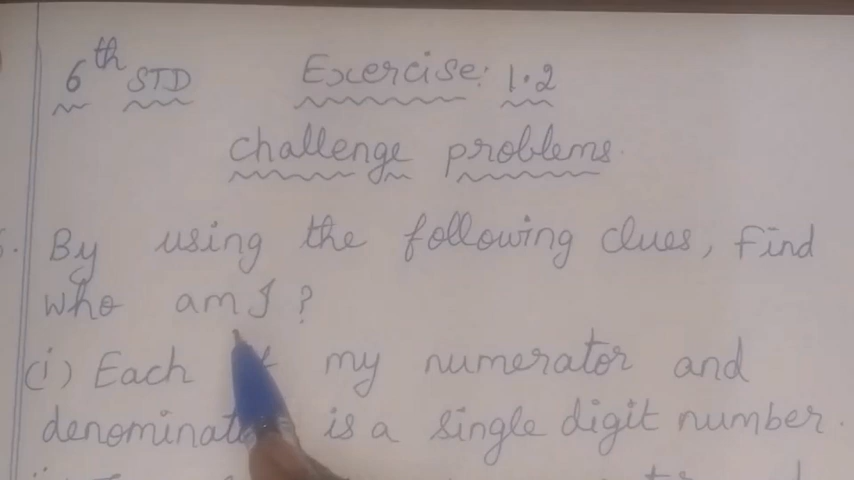 6th STD Exercise: 1.2
challenge problems.
By using the following clues, Find
who am I ?
(i) Each my numerator and
denominat is a single digit number.